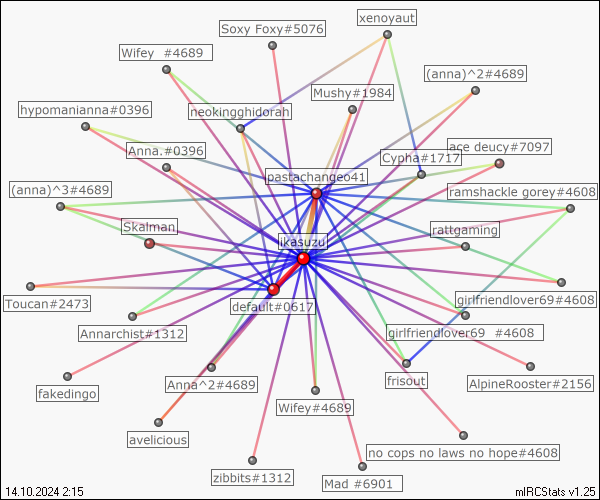 xenoyaut
Soxy Foxy#5076
Wifey  #4689
(anna)^2#4689
Mushy#1984
hypomanianna#0396
neokingghidorah
Anna.#0396
ace deucy#7097
Cypha#1717
pastachangeo41
(anna)^3#4689
ramshackle gorey#4608
Skalman
rattgaming
likasuzu
Toucan#2473
girlfriendlover69#4608
default#0617
Annarchist#1312
girlfriendlover69  #4608
Anna^2#4689
frisout
AlpineRooster#2156
fakedingo
Wifey#4689
avelicious
no cops no laws no hope#4608
zibbits#1312
Mad  #6901
14.10.2024 2:15
mIRCStats v1.25